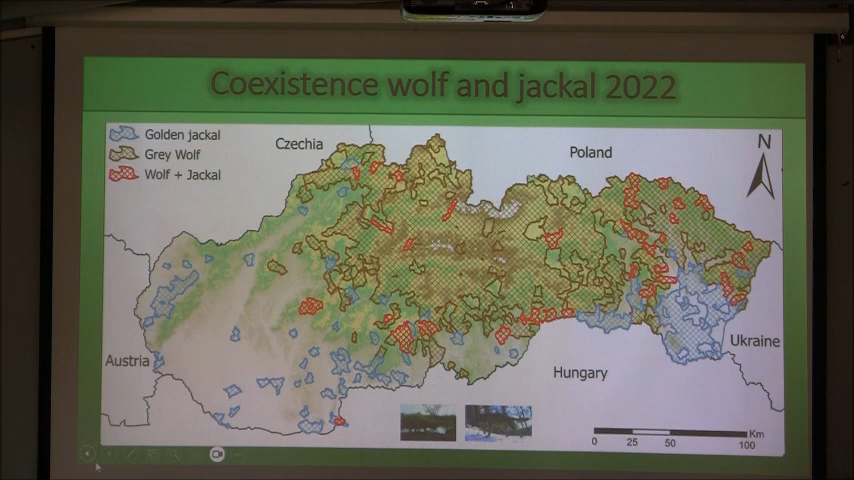 Coexistence wolf and jackal 2022
Golden jackal
Grey Wolf
Wolf + Jackal
Czechia
Poland
N
Austria
Hungary
Ukraine
0 25 50 100
Km